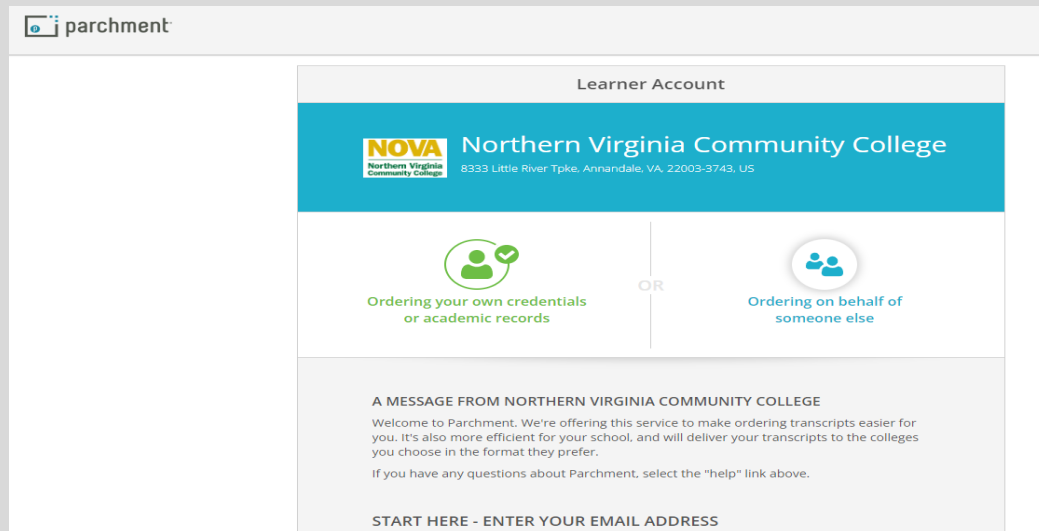 parchment
Learner Account
NOVA
Northern Virginia
Community College
Northern Virginia Community College
8333 Little River Tpke, Annandale, VA, 22003-3743, US
Ordering your own credentials
or academic records
OR
Ordering on behalf of
someone else
A MESSAGE FROM NORTHERN VIRGINIA COMMUNITY COLLEGE
Welcome to Parchment. We're offering this service to make ordering transcripts easier for
you. It's also more efficient for your school, and will deliver your transcripts to the colleges
you choose in the format they prefer.
If you have any questions about Parchment, select the "help" link above.
START HERE - ENTER YOUR EMAIL ADDRESS